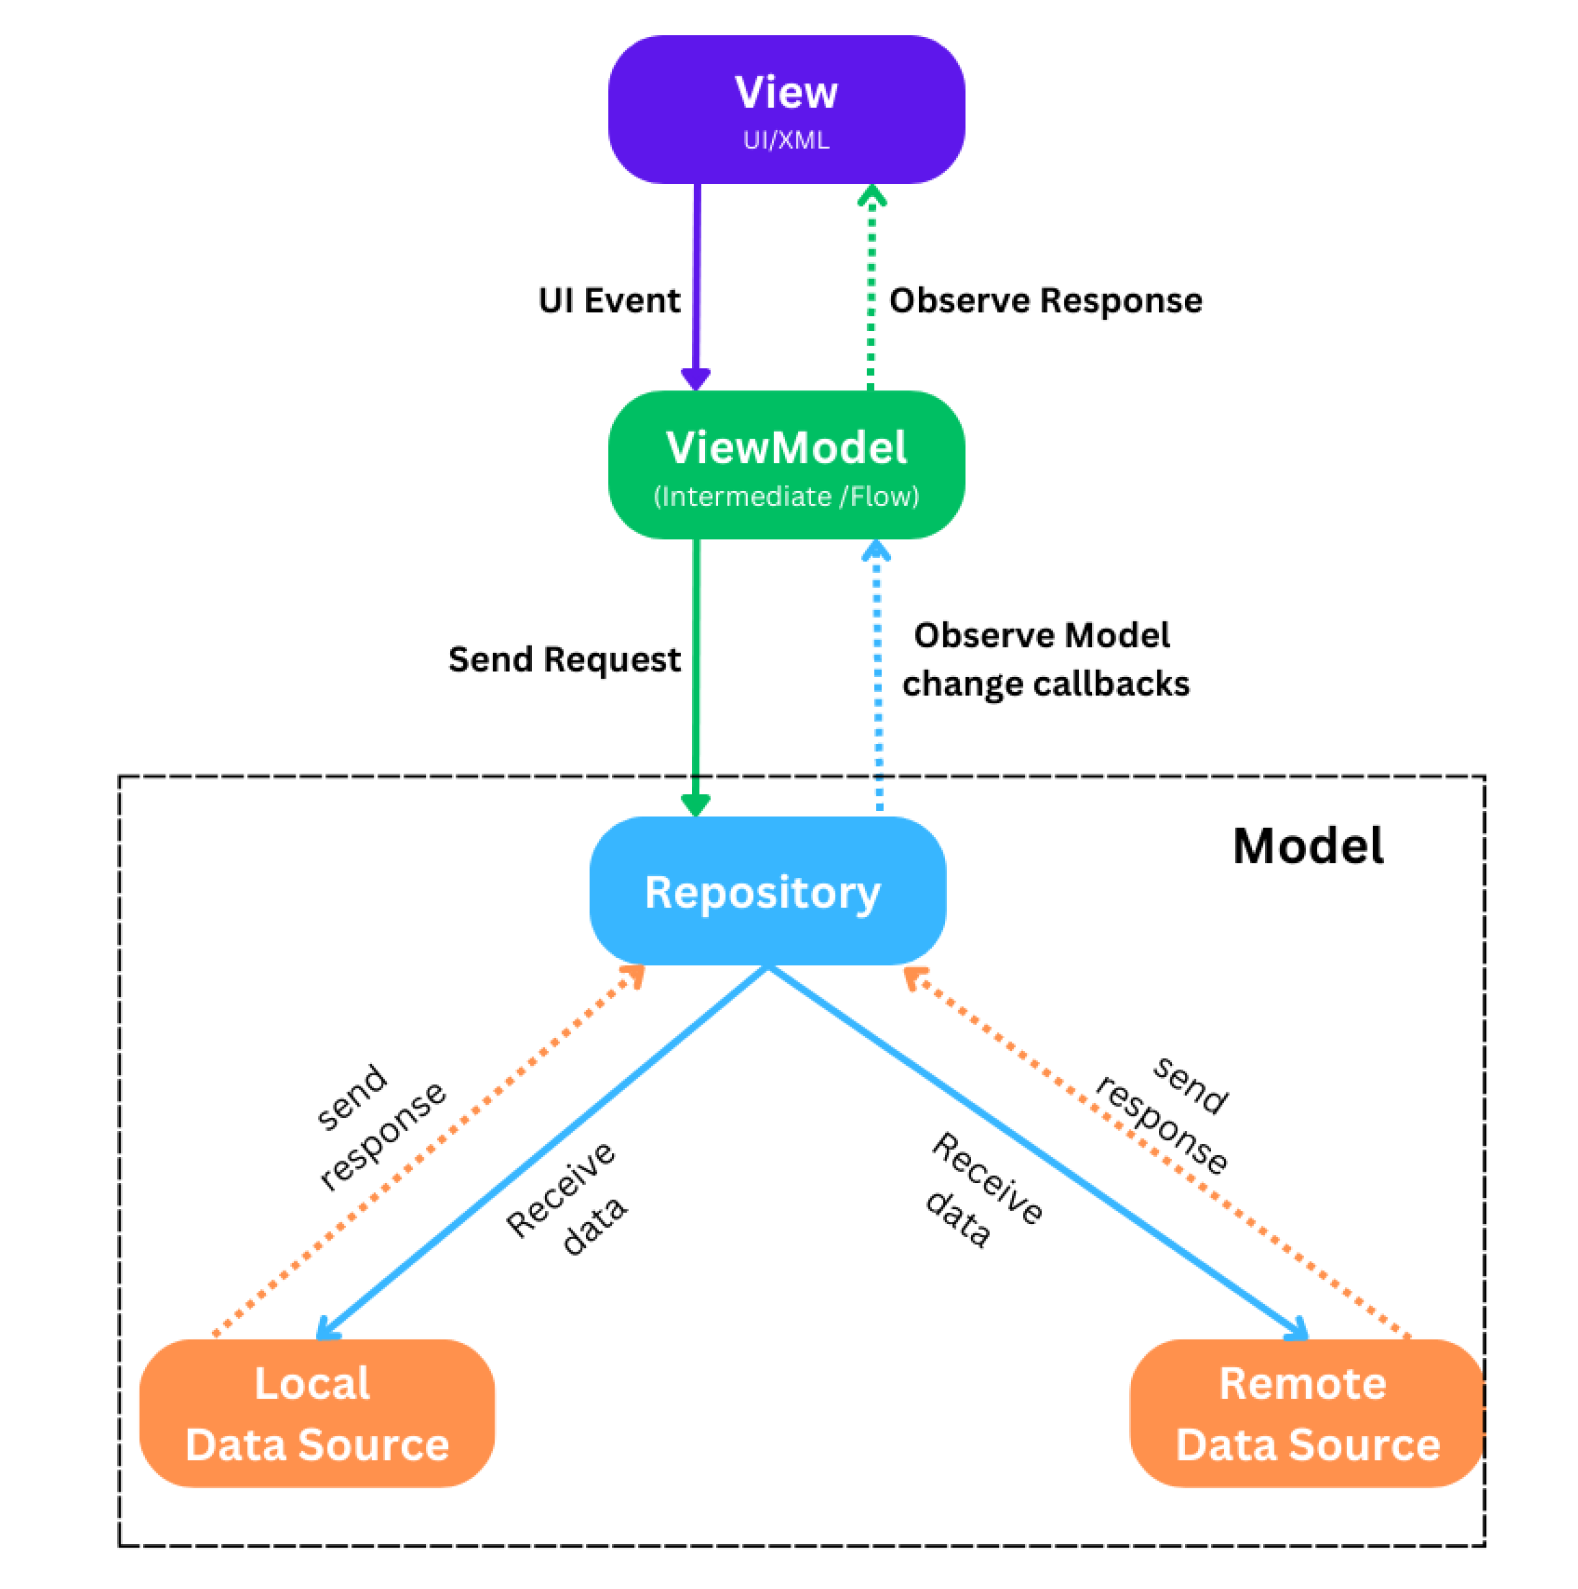 View
UI/XML
UI Event
Observe Response
ViewModel
(Intermediate /Flow)
Send Request
Observe Model
change callbacks
Model
Repository
send
response
Receive
data
Receive
data
send
response
Local
Data Source
Remote
Data Source